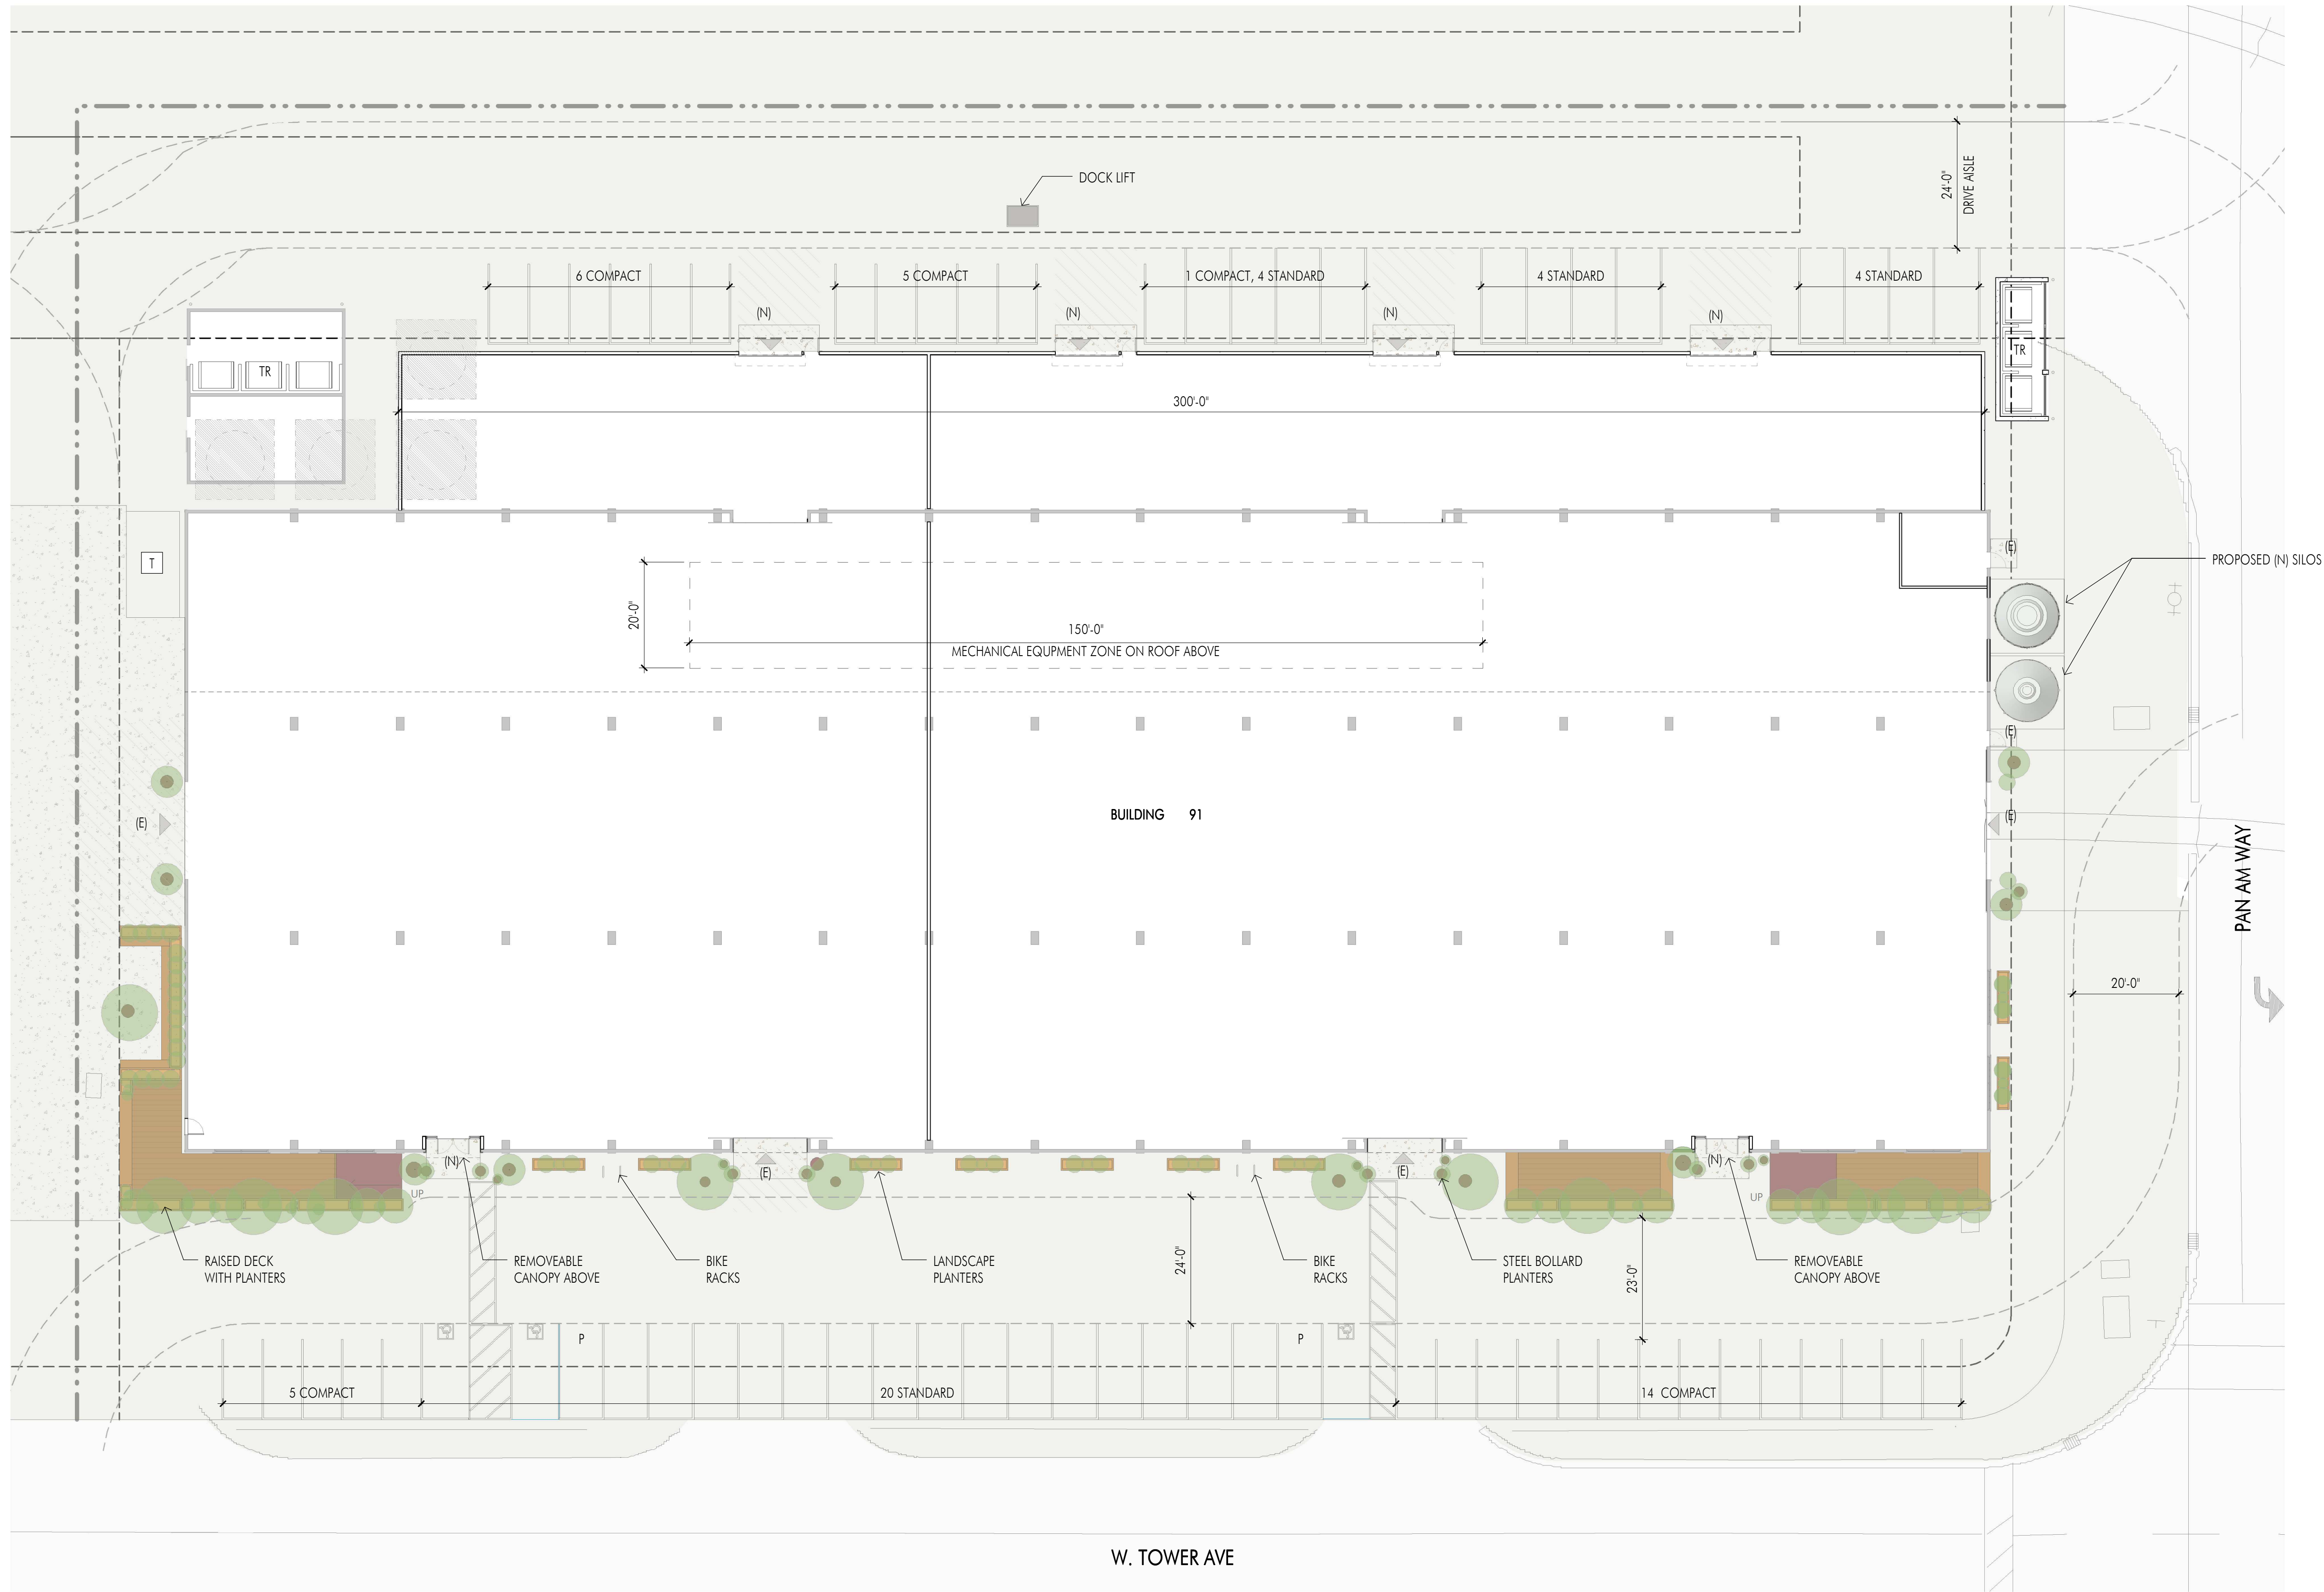 DOCK LIFT
24'-0"
DRIVE AISLE
6 COMPACT
5 COMPACT
1 COMPACT, 4 STANDARD
4 STANDARD
4 STANDARD
(N)
(N)
(N)
(N)
TR
TR
300'-0"
T
(E)
PROPOSED (N) SILOS
20'-0"
150'-0"
MECHANICAL EQUPMENT ZONE ON ROOF ABOVE
(E)
BUILDING 91
(E)
(E)
PAN AM WAY
20'-0"
(N)
(E)
(E)
(N)
UP
UP
RAISED DECK
WITH PLANTERS
REMOVEABLE
CANOPY ABOVE
BIKE
RACKS
LANDSCAPE
PLANTERS
24'-0"
BIKE
RACKS
STEEL BOLLARD
PLANTERS
23'-0"
REMOVEABLE
CANOPY ABOVE
P
P
5 COMPACT
20 STANDARD
14 COMPACT
W. TOWER AVE